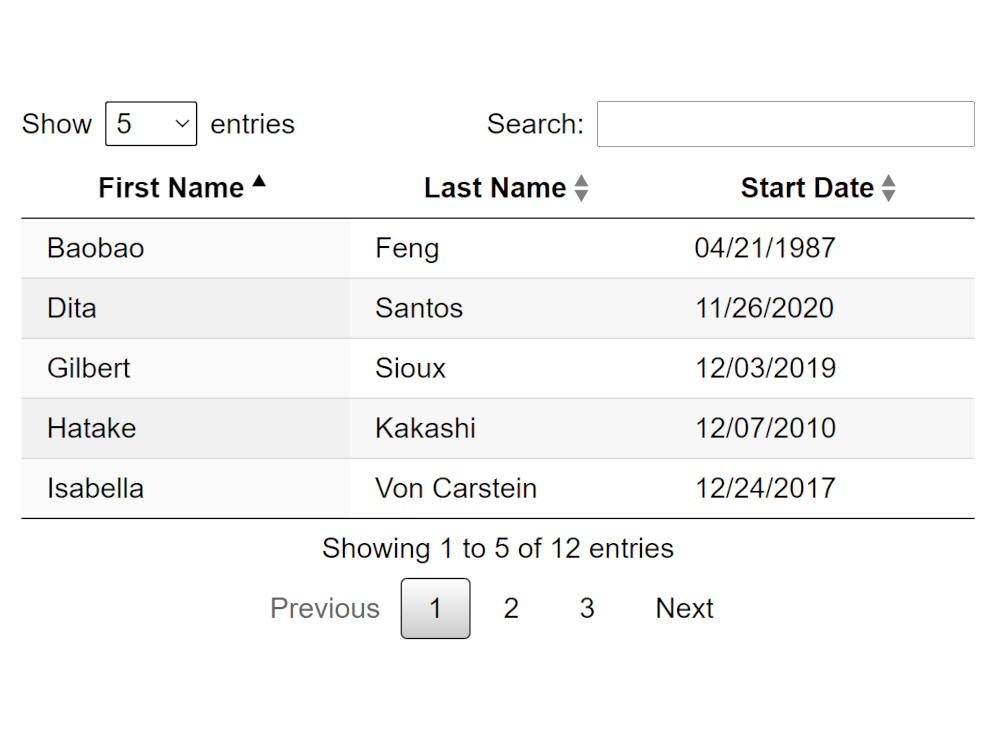 Show 5 entries Search:
First Name Last Name Start Date
Baobao Feng 04/21/1987
Dita Santos 11/26/2020
Gilbert Sioux 12/03/2019
Hatake Kakashi 12/07/2010
Isabella Von Carstein 12/24/2017
Showing 1 to 5 of 12 entries
Previous 1 2 3 Next